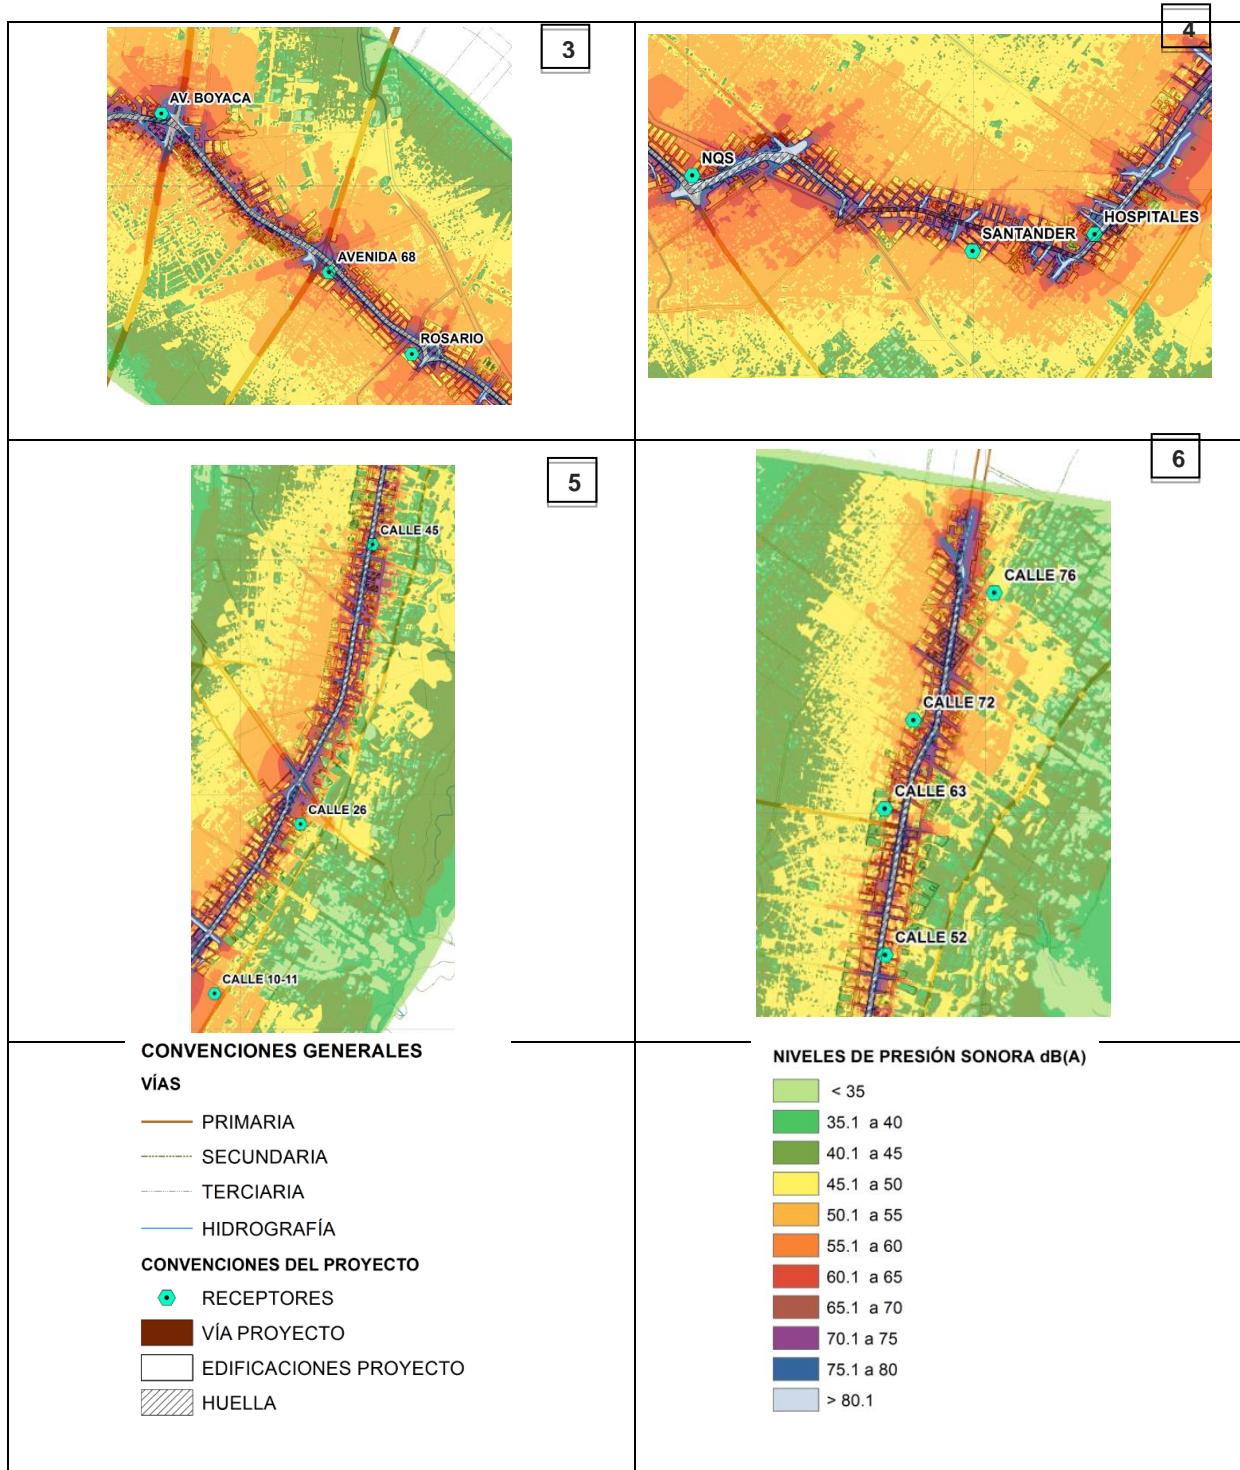 3
AV. BOYACA
AVENIDA 68
ROSARIO
4
NQS
SANTANDER
HOSPITALES
5
CALLE 45
CALLE 26
CALLE 10-11
6
CALLE 76
CALLE 72
CALLE 63
CALLE 52
CONVENCIONES GENERALES
VÍAS
PRIMARIA
SECUNDARIA
TERCIARIA
HIDROGRAFÍA
CONVENCIONES DEL PROYECTO
RECEPTORES
VÍA PROYECTO
EDIFICACIONES PROYECTO
HUELLA
NIVELES DE PRESIÓN SONORA dB(A)
< 35
35.1 a 40
40.1 a 45
45.1 a 50
50.1 a 55
55.1 a 60
60.1 a 65
65.1 a 70
70.1 a 75
75.1 a 80
> 80.1